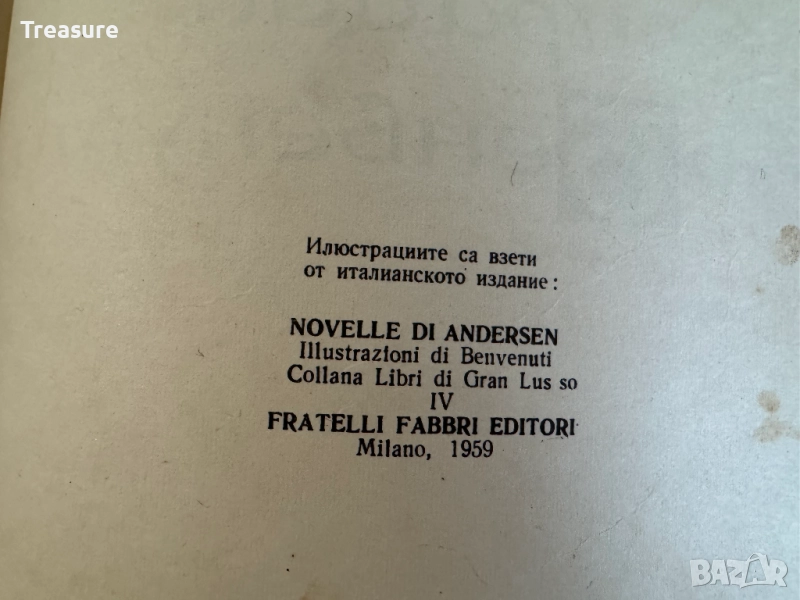 Treasure
Илюстрациите са взети
от италианското издание:
NOVELLE DI ANDERSEN
Illustrazioni di Benvenuti
Collana Libri di Gran Lus so
IV
FRATELLI FABBRI EDITORI
Milano, 1959
BAZAR